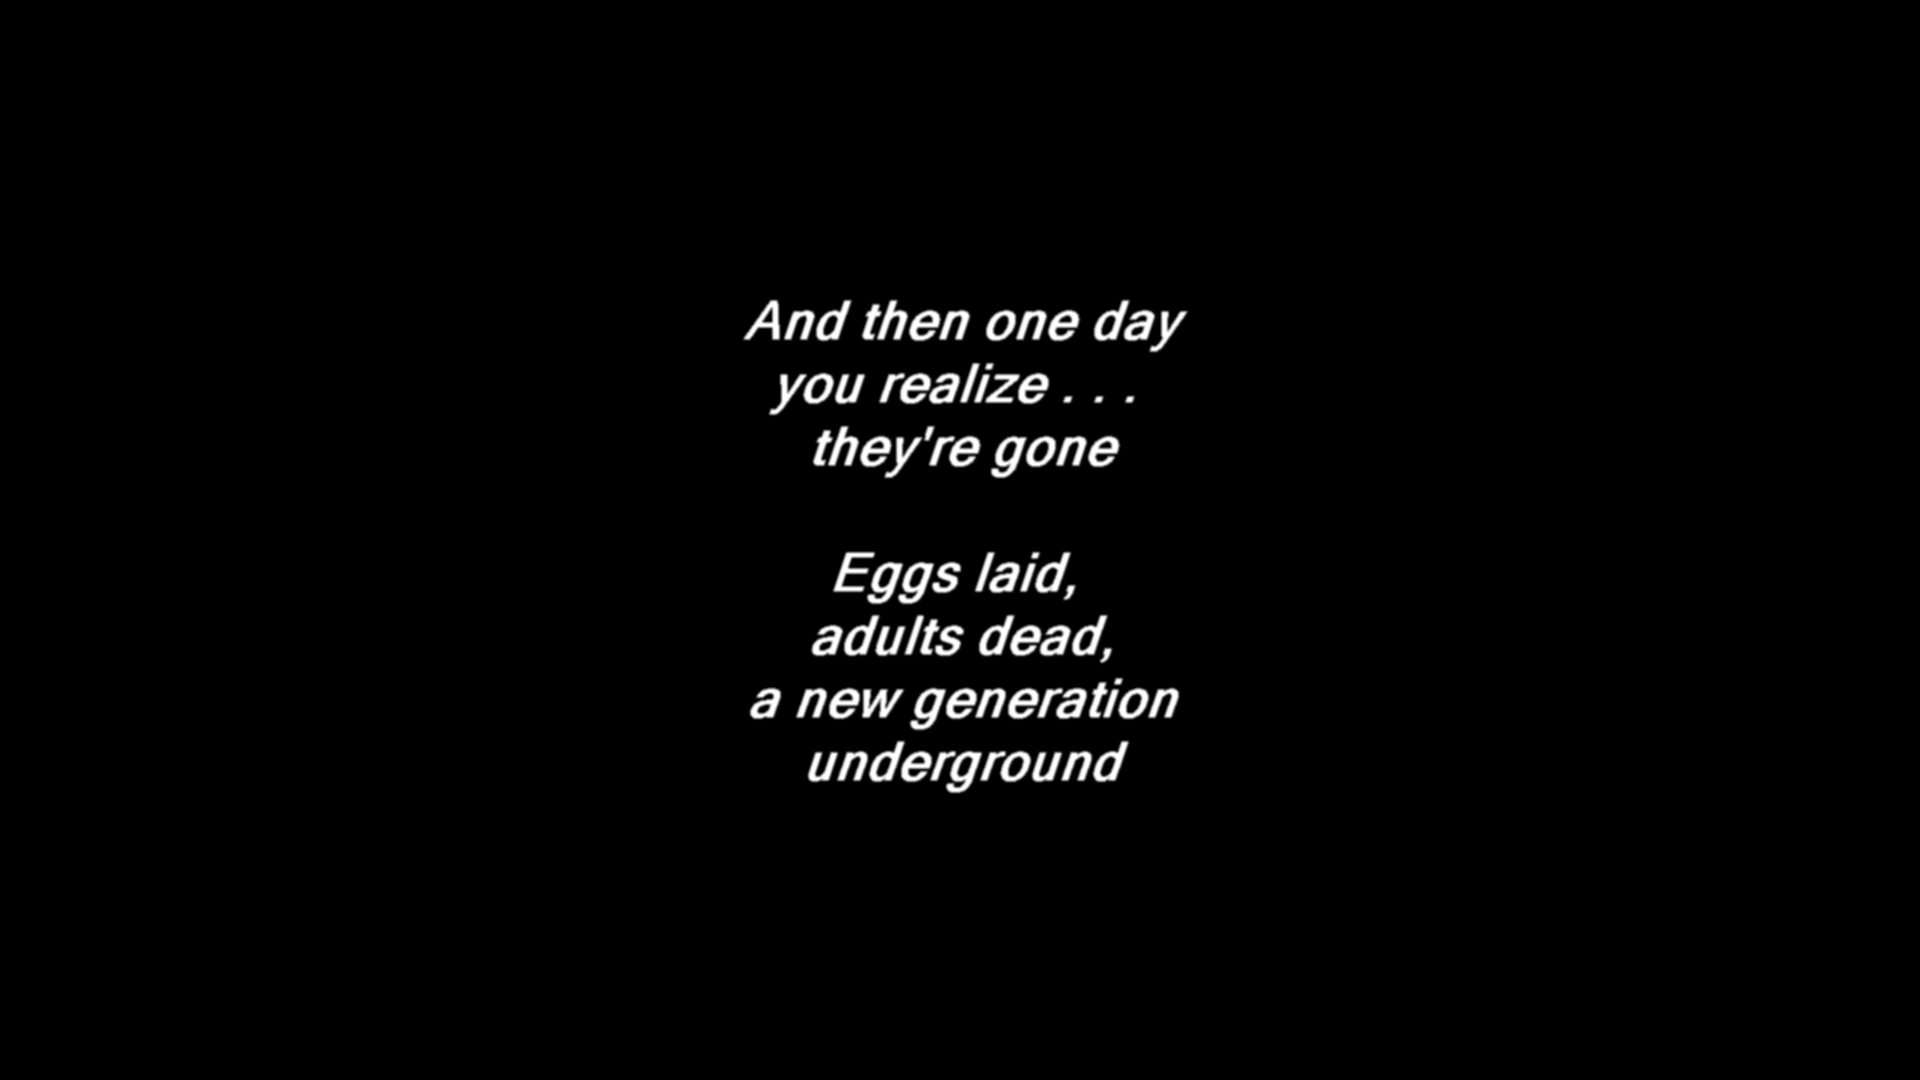 And then one day
you realize . . .
they're gone
Eggs laid,
adults dead,
a new generation
underground